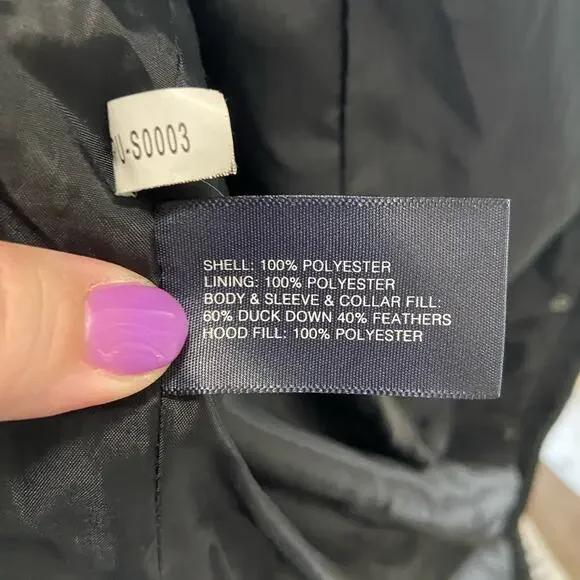 U-S0003
SHELL: 100% POLYESTER
LINING: 100% POLYESTER
BODY & SLEEVE & COLLAR FILL:
60% DUCK DOWN 40% FEATHERS
HOOD FILL: 100% POLYESTER